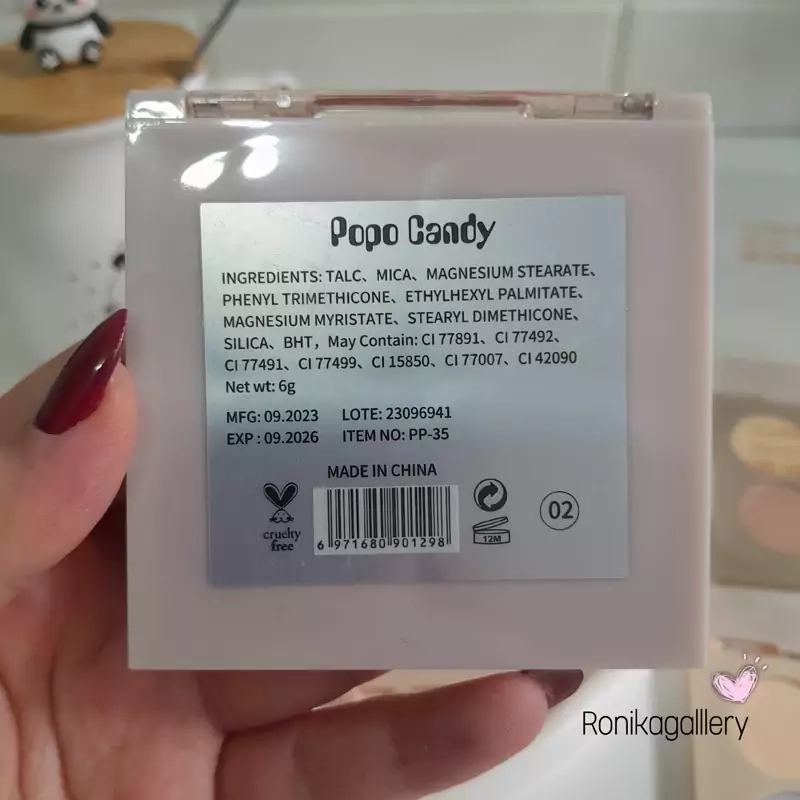 Popo Candy
INGREDIENTS: TALC、MICA、MAGNESIUM STEARATE、
PHENYL TRIMETHICONE、ETHYLHEXYL PALMITATE、
MAGNESIUM MYRISTATE、STEARYL DIMETHICONE、
SILICA、BHT，May Contain: CI 77891、CI 77492、
CI 77491、CI 77499、CI 15850、CI 77007、CI 42090
Net wt: 6g
MFG: 09.2023 LOTE: 23096941
EXP : 09.2026 ITEM NO: PP-35
MADE IN CHINA
cruelty
free
6 971680 901298
12M
02
Ronikagalllery